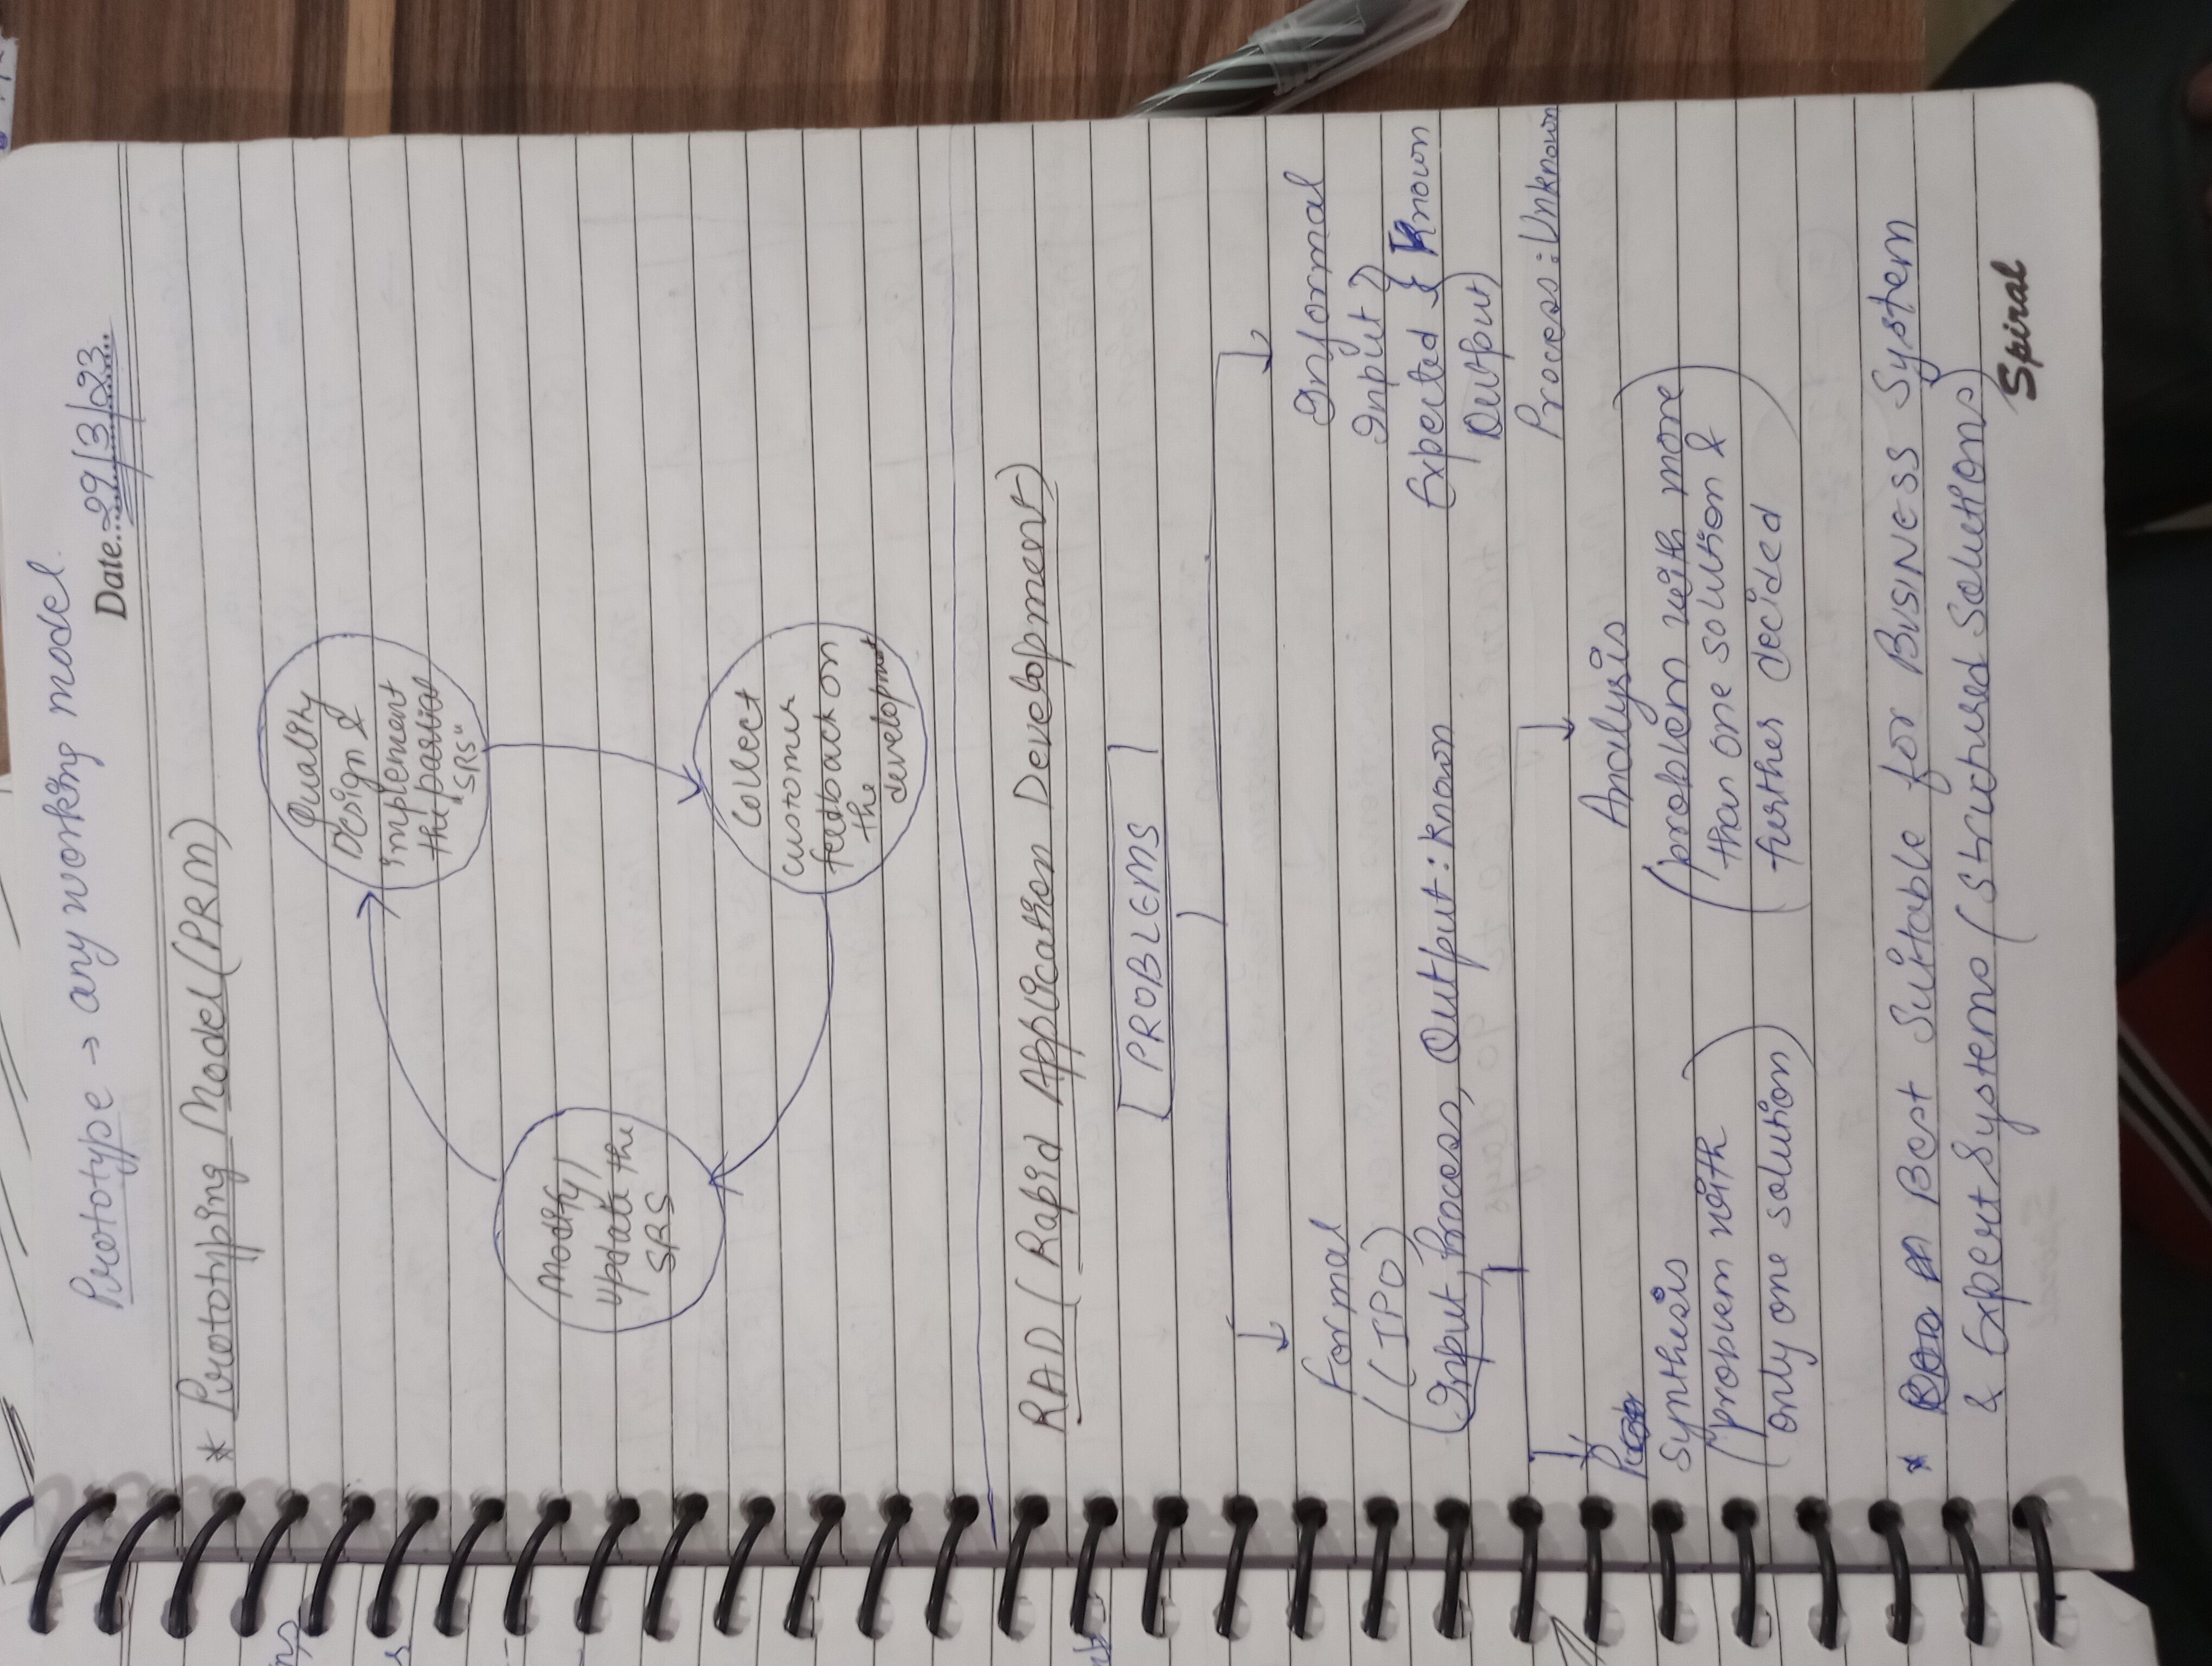 Prototype → any working model.
Date 29/3/23
* Prototyping Model (PRM)
Quality
Design &
implement
the partial
"SRS"
Modify/
Update the
SRS
Collect
customer
feedback on
the
development
RAD (Rapid Application Development)
PROBLEMS
Formal
Informal
(IPO)
Input
(Input, Process, Output : Known
Expected } Known
Output)
Process : Unknown
Synthesis
Analysis
(problem with
only one solution)
(problem with more
than one solution &
further decided
* Best Suitable for BUSINESS System
& Expert Systems (Structured Solutions)
Spiral